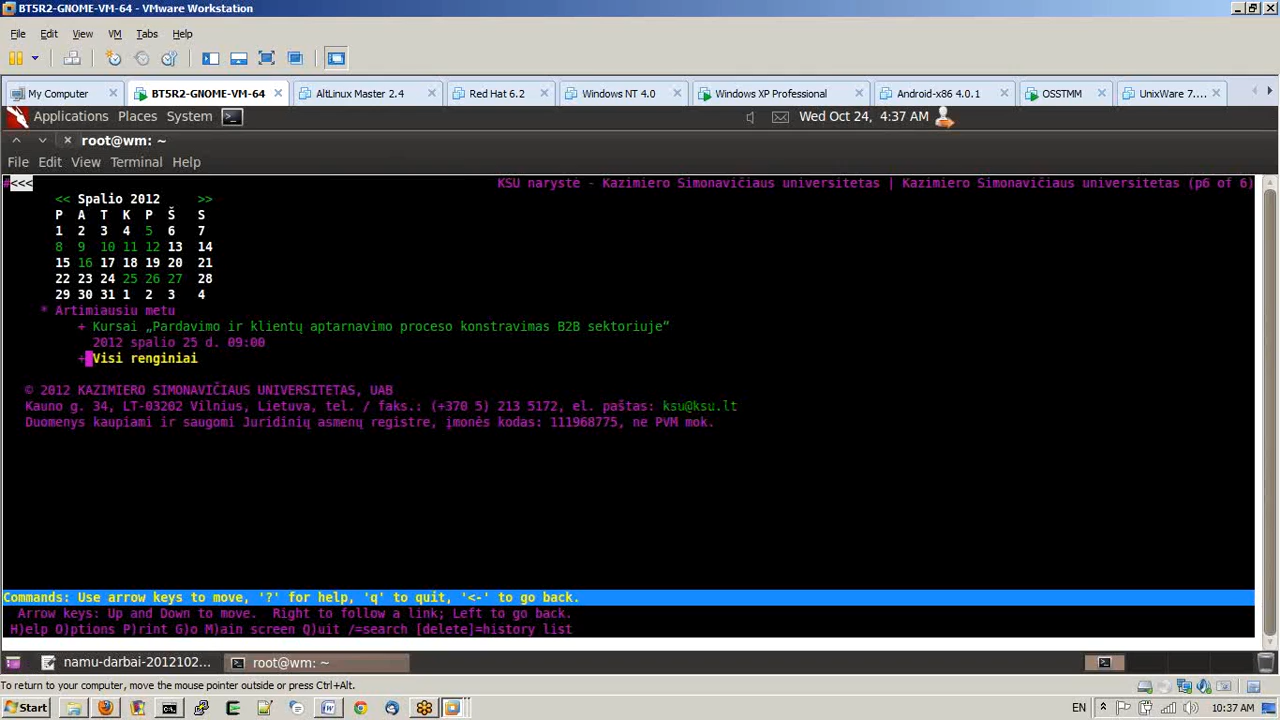 BT5R2-GNOME-VM-64 - VMware Workstation
File Edit View VM Tabs Help
My Computer BT5R2-GNOME-VM-64 AltLinux Master 2.4 Red Hat 6.2 Windows NT 4.0 Windows XP Professional Android-x86 4.0.1 OSSTMM UnixWare 7....
Applications Places System Wed Oct 24, 4:37 AM
root@wm: ~
File Edit View Terminal Help
#<<< KSU narystė - Kazimiero Simonavičiaus universitetas | Kazimiero Simonavičiaus universitetas (p6 of 6)
<< Spalio 2012 >>
P A T K P Š S
1 2 3 4 5 6 7
8 9 10 11 12 13 14
15 16 17 18 19 20 21
22 23 24 25 26 27 28
29 30 31 1 2 3 4
* Artimiausiu metu
+ Kursai „Pardavimo ir klientų aptarnavimo proceso konstravimas B2B sektoriuje“
2012 spalio 25 d. 09:00
+ Visi renginiai
© 2012 KAZIMIERO SIMONAVIČIAUS UNIVERSITETAS, UAB
Kauno g. 34, LT-03202 Vilnius, Lietuva, tel. / faks.: (+370 5) 213 5172, el. paštas: ksu@ksu.lt
Duomenys kaupiami ir saugomi Juridinių asmenų registre, įmonės kodas: 111968775, ne PVM mok.
Commands: Use arrow keys to move, '?' for help, 'q' to quit, '<-' to go back.
Arrow keys: Up and Down to move. Right to follow a link; Left to go back.
H)elp O)ptions P)rint G)o M)ain screen Q)uit /=search [delete]=history list
namu-darbai-2012102... root@wm: ~
To return to your computer, move the mouse pointer outside or press Ctrl+Alt.
Start EN 10:37 AM